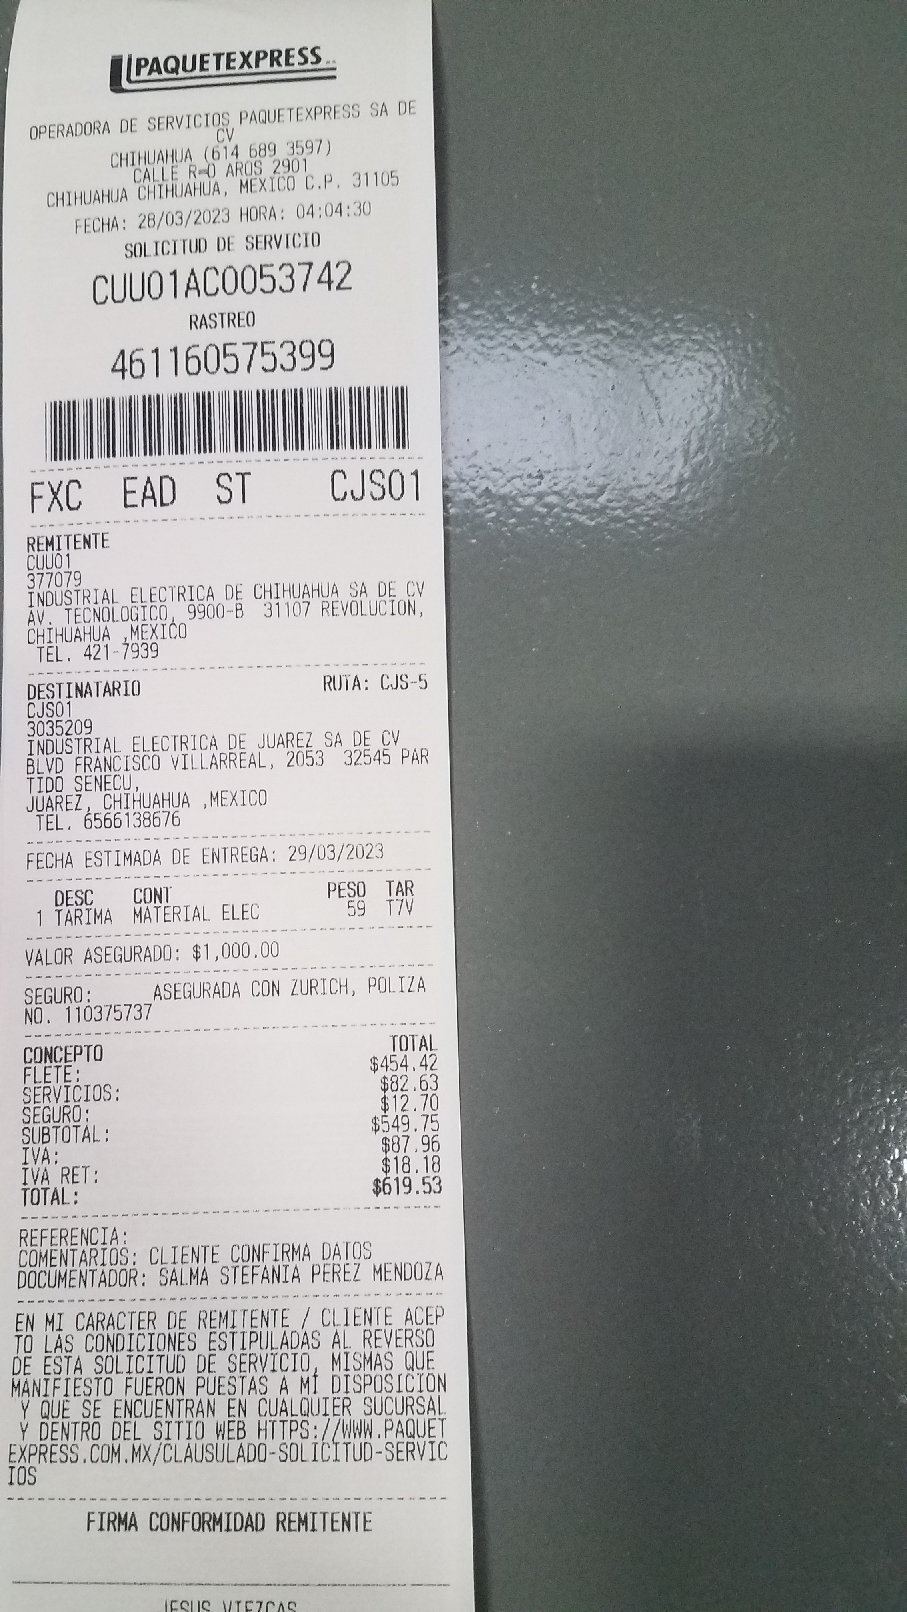 PAQUETEXPRESS
OPERADORA DE SERVICIOS PAQUETEXPRESS SA DE
CV
CHIHUAHUA (614 689 3597)
CALLE R=O AROS 2901
CHIHUAHUA CHIHUAHUA, MEXICO C.P. 31105
FECHA: 28/03/2023 HORA: 04:04:30
SOLICITUD DE SERVICIO
CUU01AC0053742
RASTREO
461160575399
FXC EAD ST CJS01
REMITENTE
CUU01
377079
INDUSTRIAL ELECTRICA DE CHIHUAHUA SA DE CV
AV. TECNOLOGICO, 9900-B 31107 REVOLUCION,
CHIHUAHUA ,MEXICO
TEL. 421-7939
DESTINATARIO RUTA: CJS-5
CJS01
3035209
INDUSTRIAL ELECTRICA DE JUAREZ SA DE CV
BLVD FRANCISCO VILLARREAL, 2053 32545 PAR
TIDO SENECU,
JUAREZ, CHIHUAHUA ,MEXICO
TEL. 6566138676
FECHA ESTIMADA DE ENTREGA: 29/03/2023
DESC CONT PESO TAR
1 TARIMA MATERIAL ELEC 59 T7V
VALOR ASEGURADO: $1,000.00
SEGURO: ASEGURADA CON ZURICH, POLIZA
NO. 110375737
CONCEPTO TOTAL
FLETE: $454.42
SERVICIOS: $82.63
SEGURO: $12.70
SUBTOTAL: $549.75
IVA: $87.96
IVA RET: $18.18
TOTAL: $619.53
REFERENCIA:
COMENTARIOS: CLIENTE CONFIRMA DATOS
DOCUMENTADOR: SALMA STEFANIA PEREZ MENDOZA
EN MI CARACTER DE REMITENTE / CLIENTE ACEP
TO LAS CONDICIONES ESTIPULADAS AL REVERSO
DE ESTA SOLICITUD DE SERVICIO, MISMAS QUE
MANIFIESTO FUERON PUESTAS A MI DISPOSICION
Y QUE SE ENCUENTRAN EN CUALQUIER SUCURSAL
Y DENTRO DEL SITIO WEB HTTPS://WWW.PAQUET
EXPRESS.COM.MX/CLAUSULADO-SOLICITUD-SERVIC
IOS
FIRMA CONFORMIDAD REMITENTE
JESUS VIEZCAS